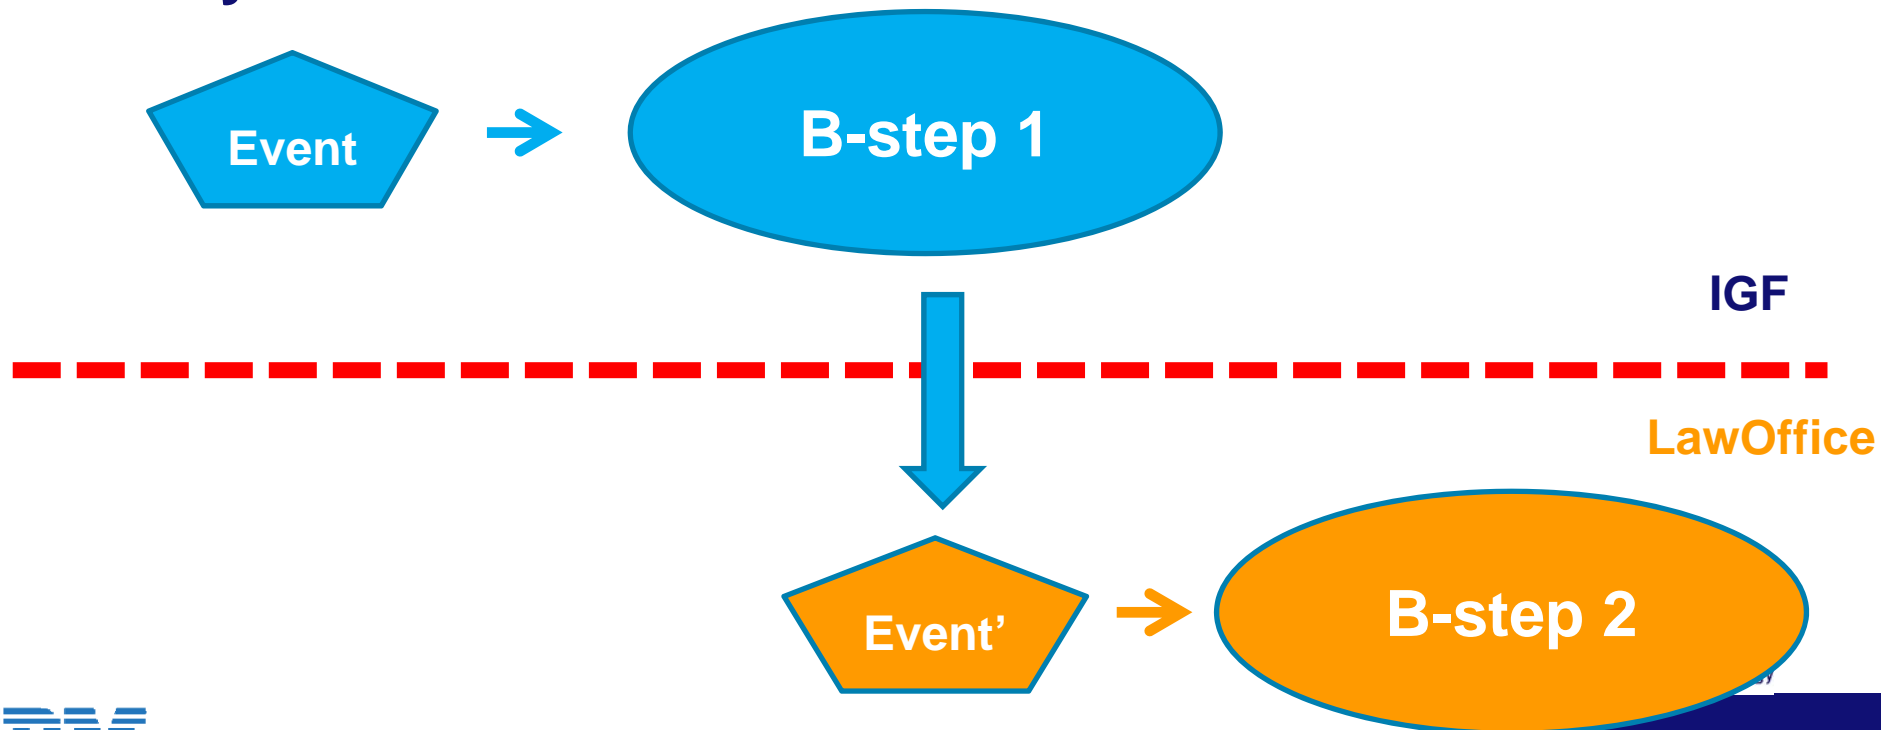 Event
B-step 1
IGF
LawOffice
Event’
B-step 2